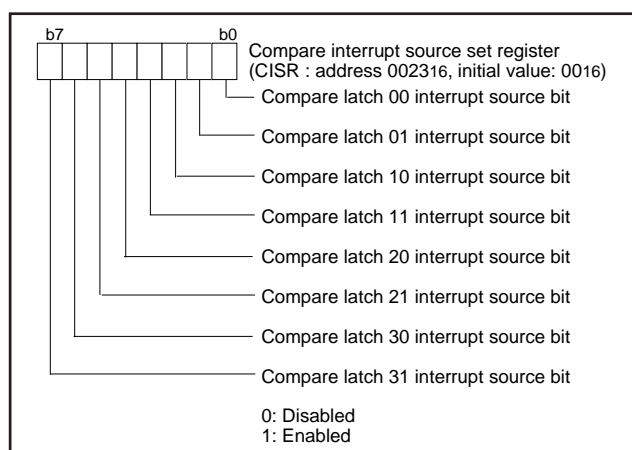 b7 b0
Compare interrupt source set register
(CISR : address 002316, initial value: 0016)
Compare latch 00 interrupt source bit
Compare latch 01 interrupt source bit
Compare latch 10 interrupt source bit
Compare latch 11 interrupt source bit
Compare latch 20 interrupt source bit
Compare latch 21 interrupt source bit
Compare latch 30 interrupt source bit
Compare latch 31 interrupt source bit
0: Disabled
1: Enabled